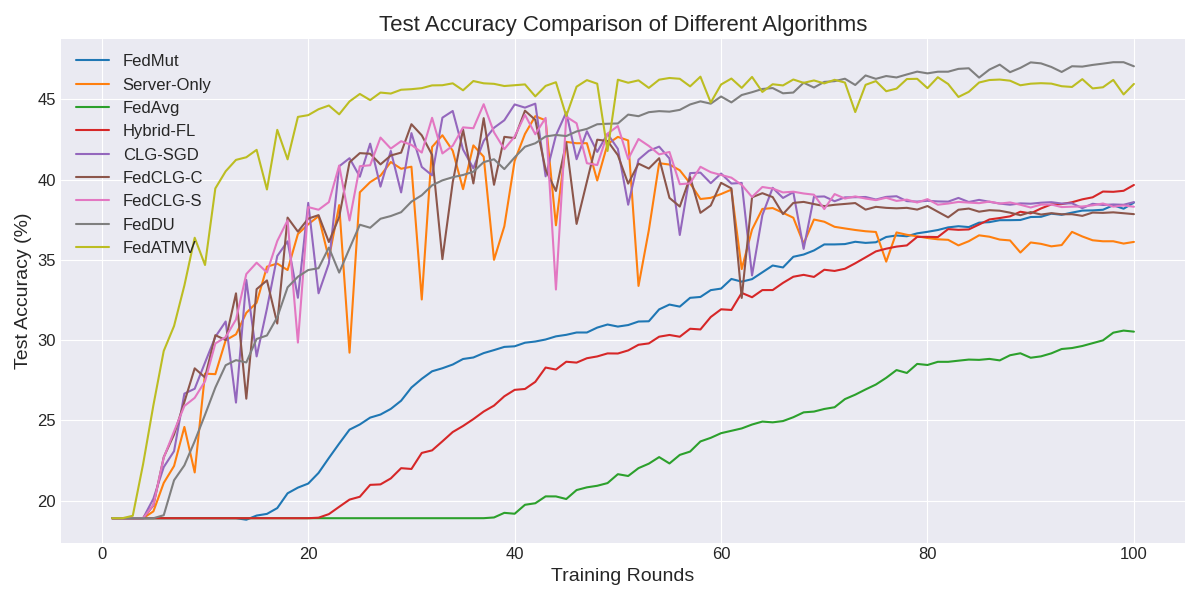 Test Accuracy Comparison of Different Algorithms
FedMut
Server-Only
FedAvg
Hybrid-FL
CLG-SGD
FedCLG-C
FedCLG-S
FedDU
FedATMV
Test Accuracy (%)
45
40
35
30
25
20
0 20 40 60 80 100
Training Rounds